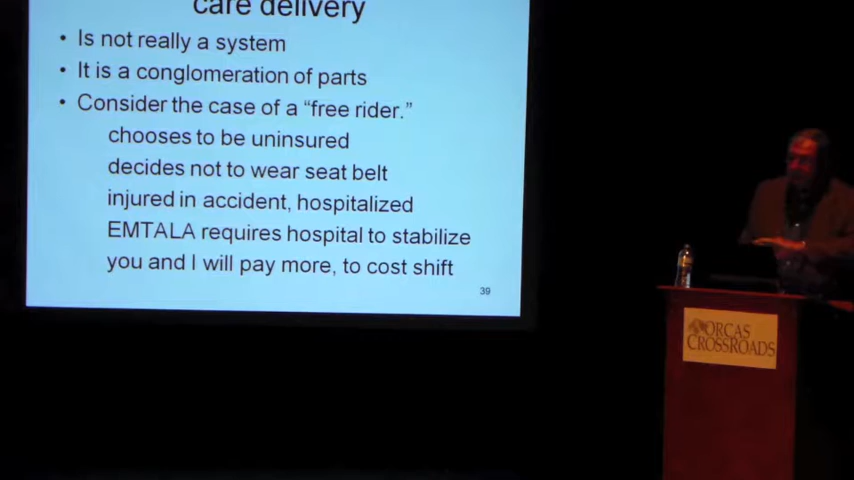 care delivery
• Is not really a system
• It is a conglomeration of parts
• Consider the case of a “free rider.”
chooses to be uninsured
decides not to wear seat belt
injured in accident, hospitalized
EMTALA requires hospital to stabilize
you and I will pay more, to cost shift
39
ORCAS
CROSSROADS